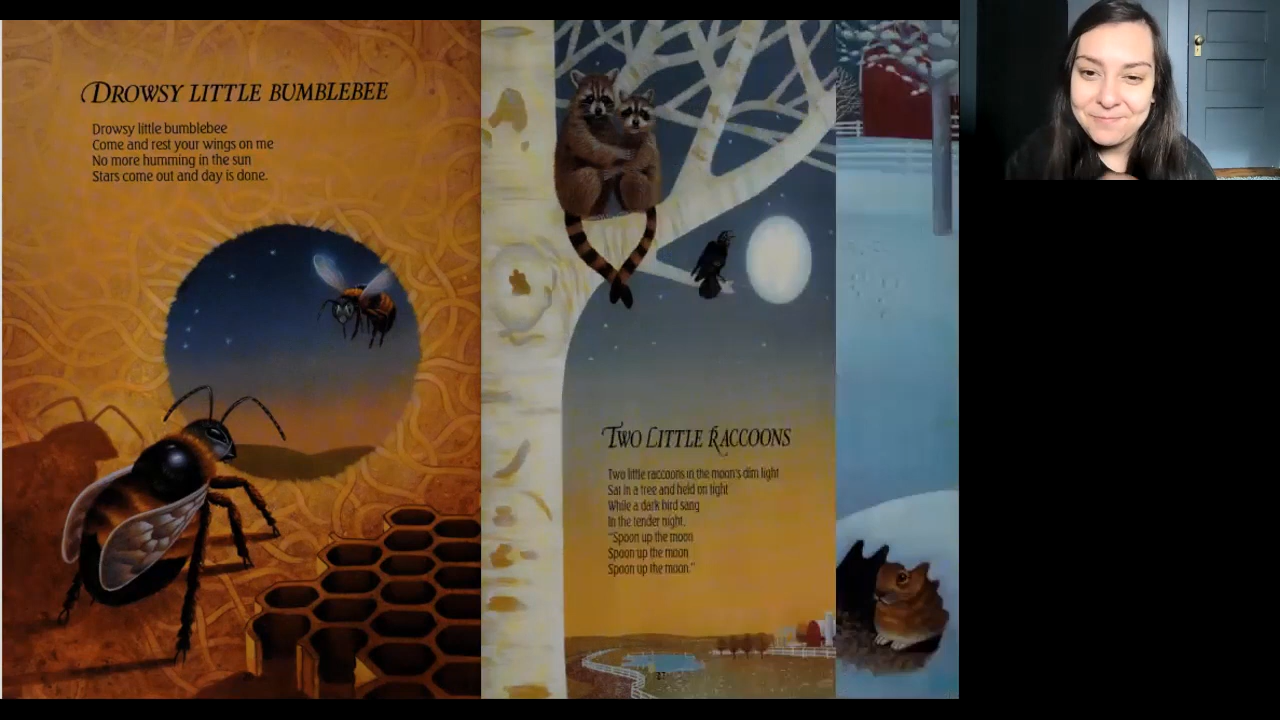 DROWSY LITTLE BUMBLEBEE
Drowsy little bumblebee
Come and rest your wings on me
No more humming in the sun
Stars come out and day is done.
TWO LITTLE RACCOONS
Two little raccoons in the moon's dim light
Sat in a tree and held on tight
While a dark bird sang
In the tender night.
"Spoon up the moon
Spoon up the moon
Spoon up the moon."
27